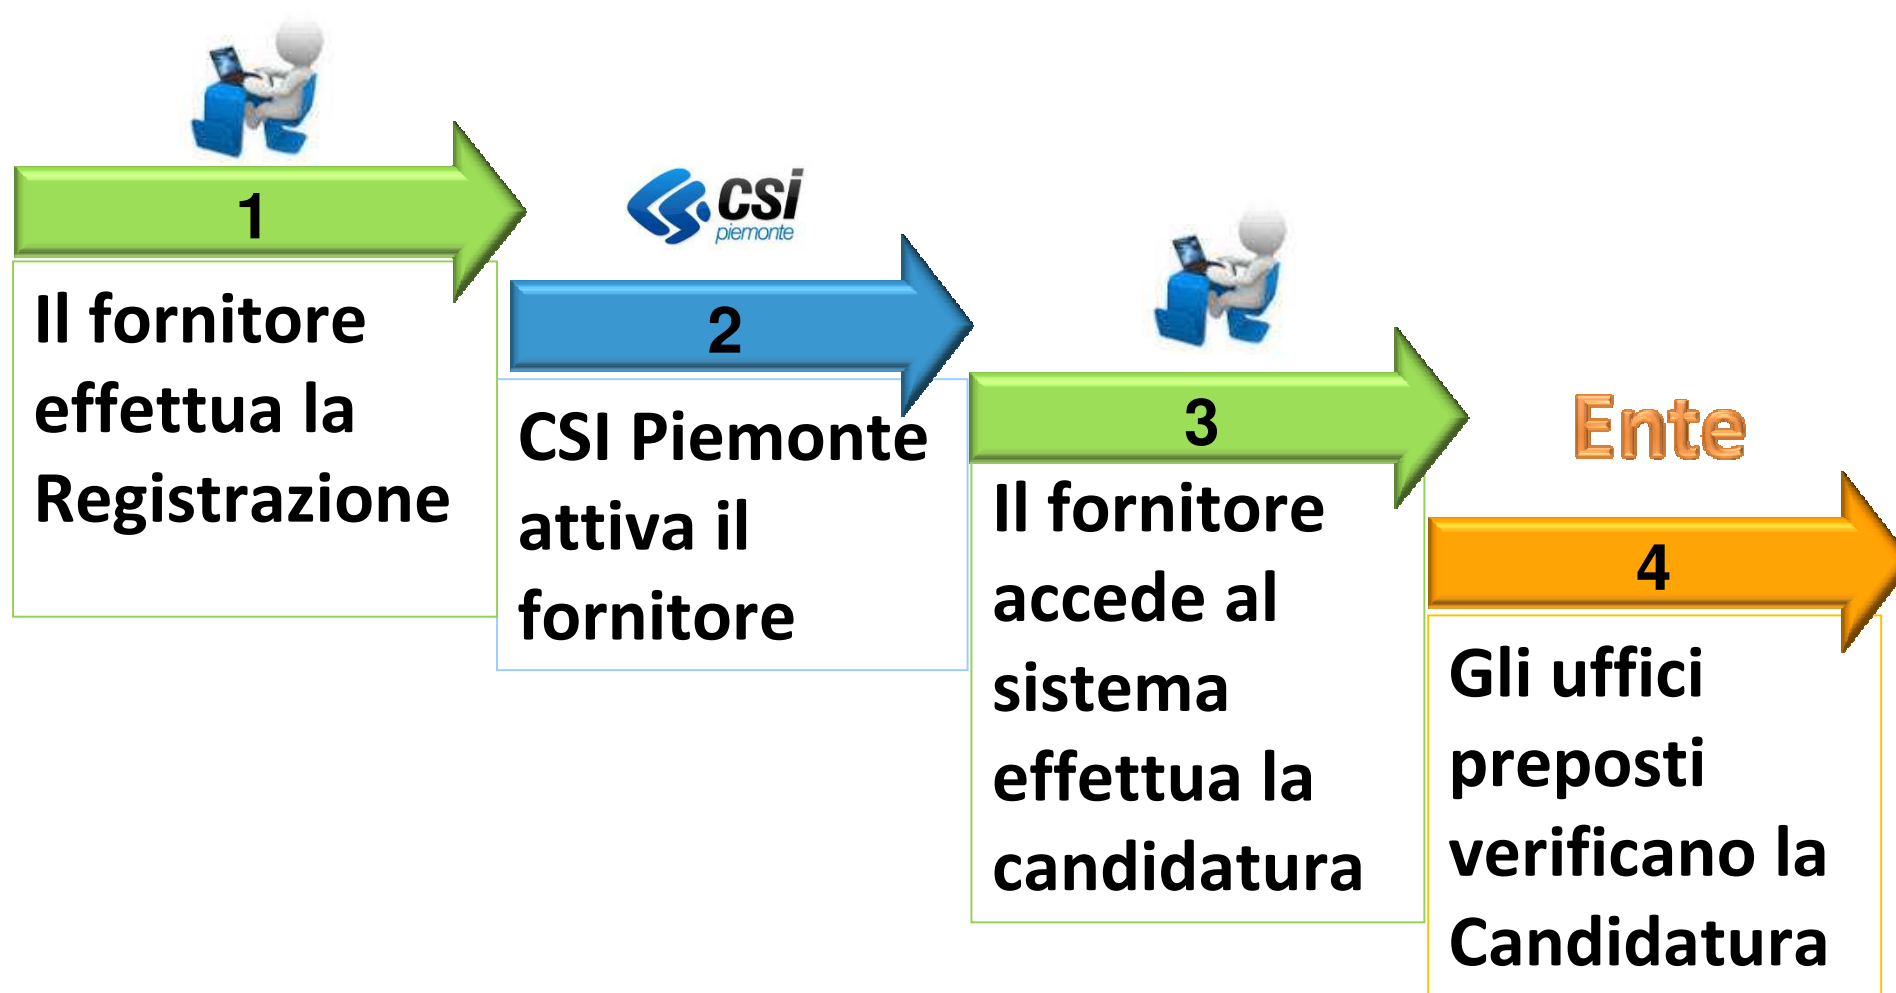 1
Il fornitore
effettua la
Registrazione
csi
piemonte
2
CSI Piemonte
attiva il
fornitore
3
Il fornitore
accede al
sistema
effettua la
candidatura
Ente
4
Gli uffici
preposti
verificano la
Candidatura